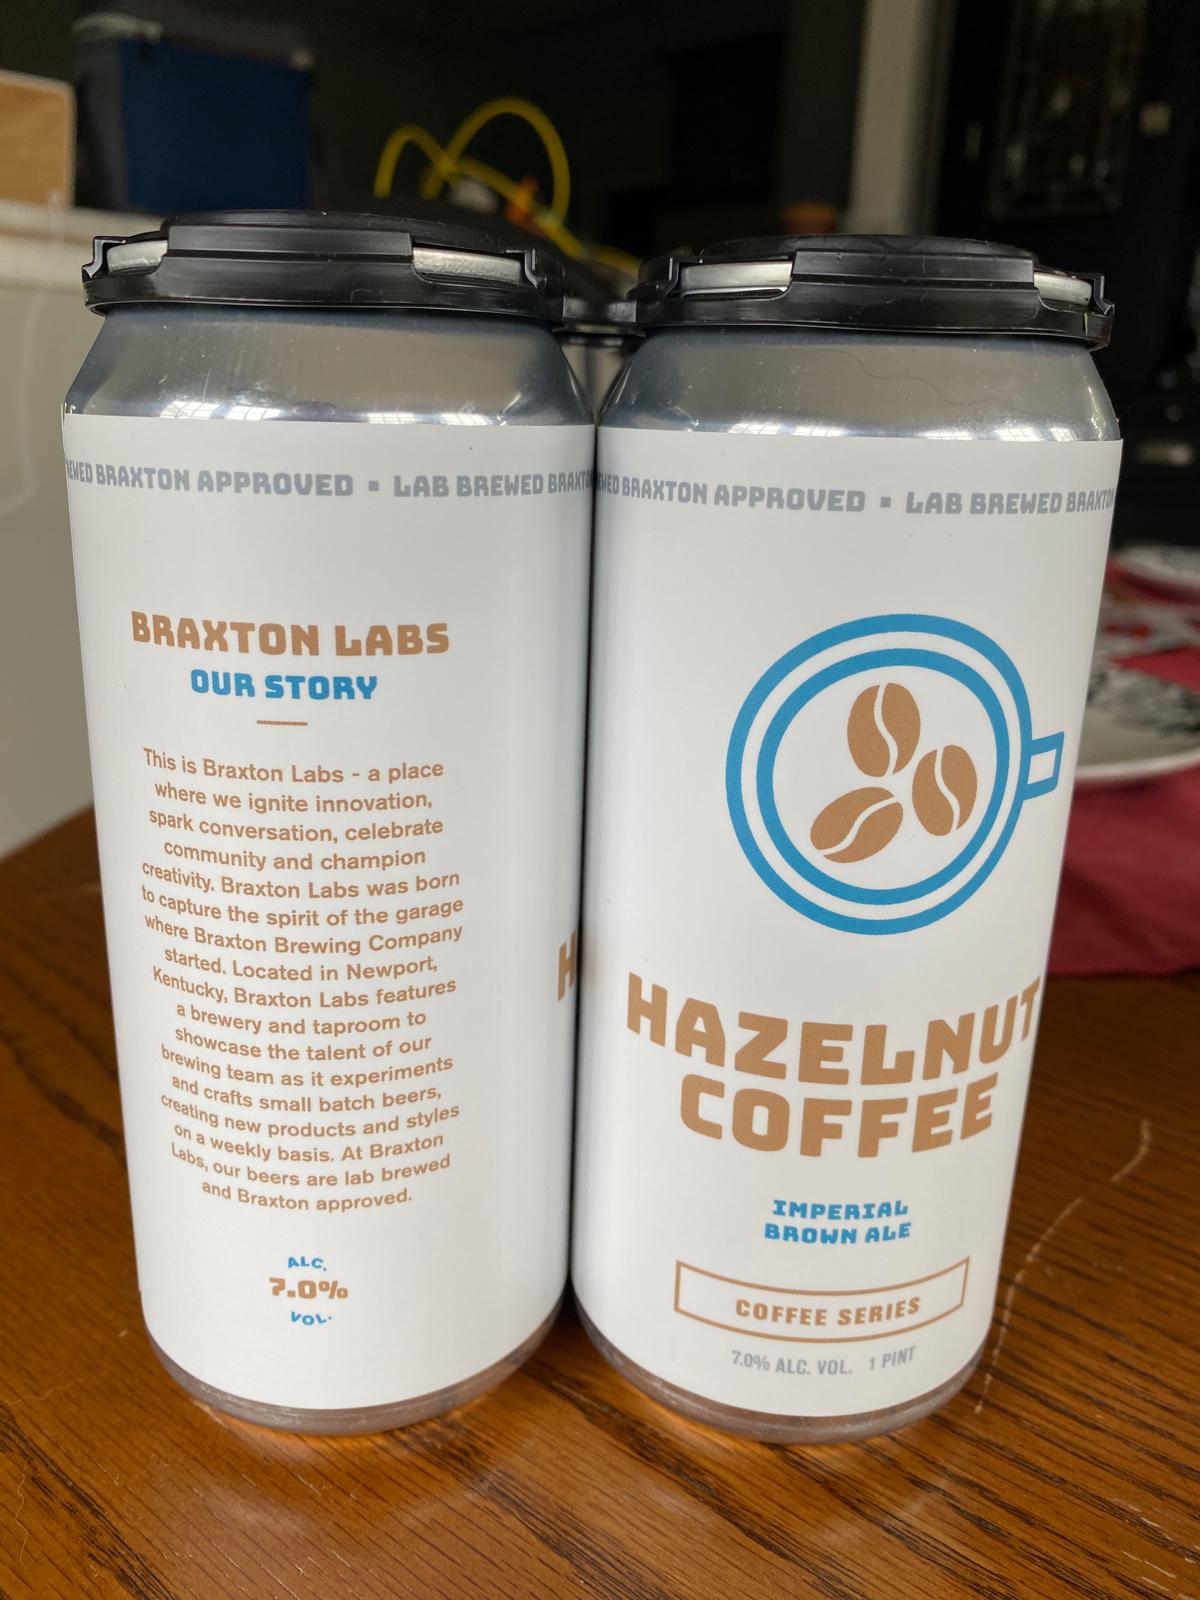 BRAXTON APPROVED ▪ LAB BREWED BRAXTON
BRAXTON LABS
OUR STORY
This is Braxton Labs - a place
where we ignite innovation,
spark conversation, celebrate
community and champion
creativity. Braxton Labs was born
to capture the spirit of the garage
where Braxton Brewing Company
started. Located in Newport,
Kentucky, Braxton Labs features
a brewery and taproom to
showcase the talent of our
brewing team as it experiments
and crafts small batch beers,
creating new products and styles
on a weekly basis. At Braxton
Labs, our beers are lab brewed
and Braxton approved.
ALC.
7.0%
VOL.
H
BRAXTON APPROVED ▪ LAB BREWED BRAXTON
HAZELNUT
COFFEE
IMPERIAL
BROWN ALE
COFFEE SERIES
7.0% ALC. VOL. 1 PINT